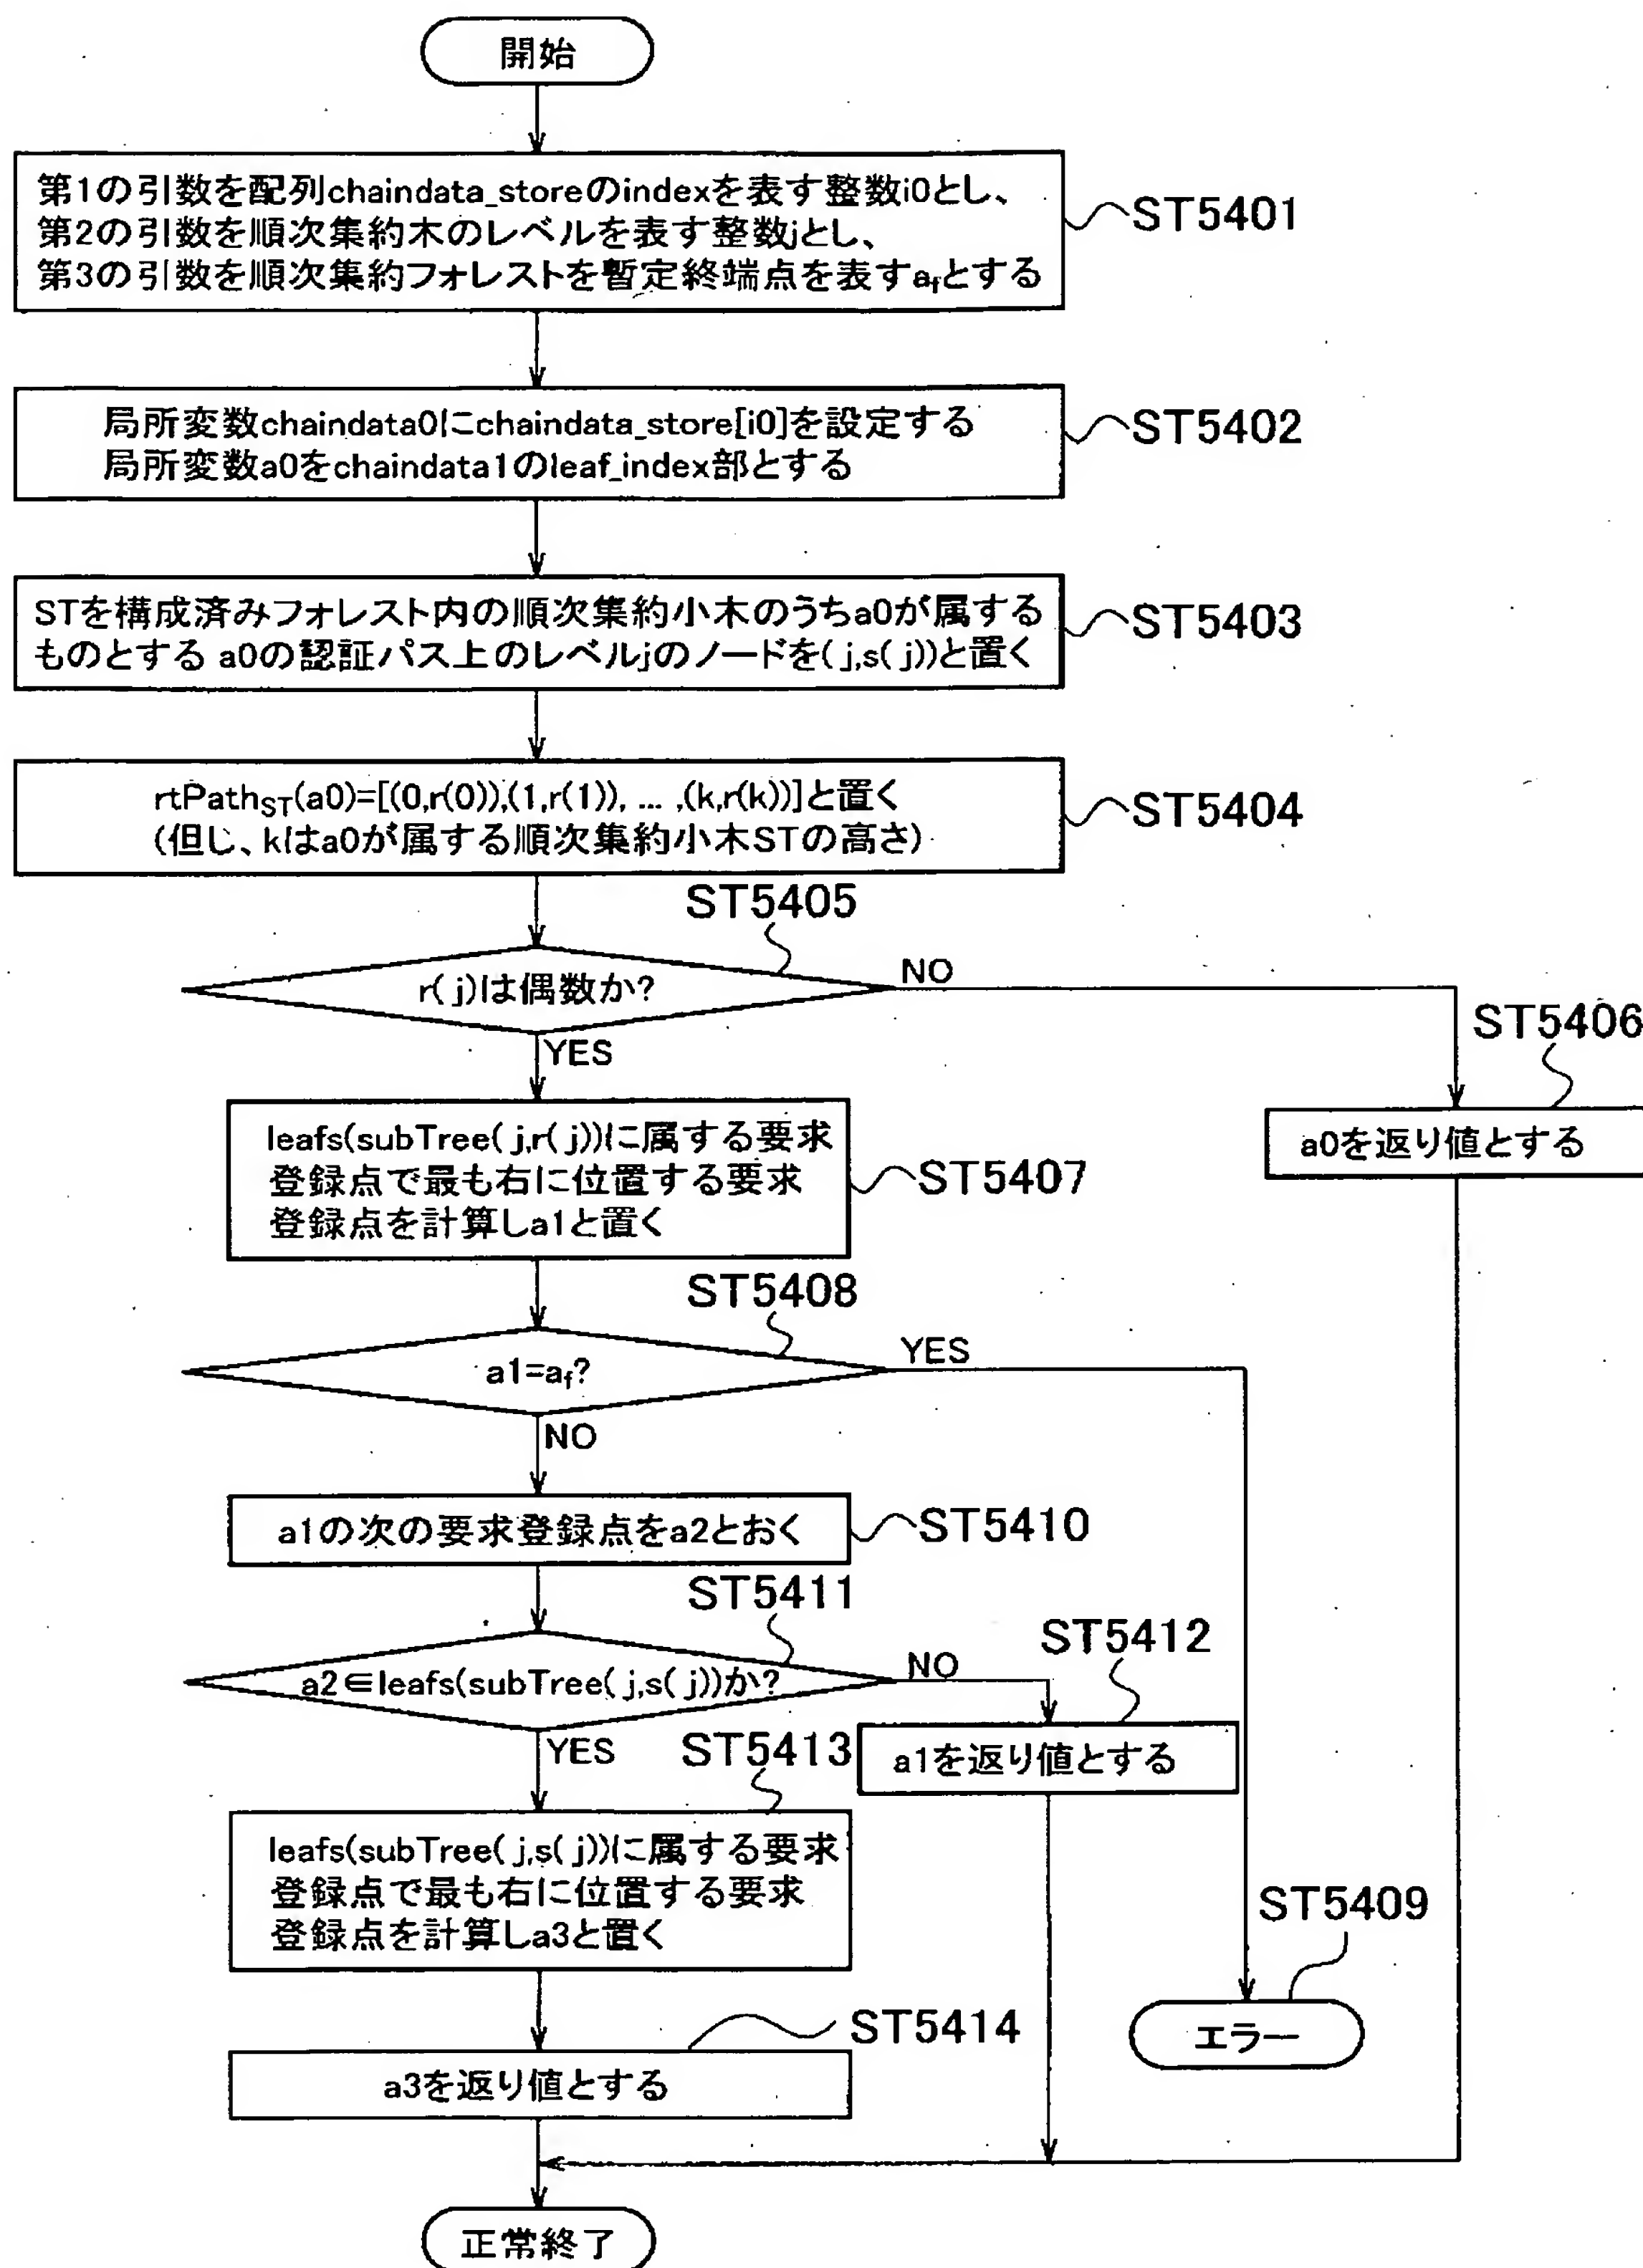 開始
第1の引数を配列chaindata_storeのindexを表す整数i0とし、
第2の引数を順次集約木のレベルを表す整数jとし、
第3の引数を順次集約フォレストを暫定終端点を表すafとする
ST5401
局所変数chaindata0にchaindata_store[i0]を設定する
局所変数a0をchaindata1のleaf_index部とする
ST5402
STを構成済みフォレスト内の順次集約小木のうちa0が属する
ものとする a0の認証パス上のレベルjのノードを(j,s(j))と置く
ST5403
rtPathST(a0)=[(0,r(0)),(1,r(1)), ... ,(k,r(k))]と置く
(但し、kはa0が属する順次集約小木STの高さ)
ST5404
ST5405
r(j)は偶数か?
NO
YES
ST5406
a0を返り値とする
leafs(subTree(j,r(j))に属する要求
登録点で最も右に位置する要求
登録点を計算しa1と置く
ST5407
ST5408
a1=af?
YES
NO
a1の次の要求登録点をa2とおく
ST5410
ST5411
a2∈leafs(subTree(j,s(j))か?
NO
YES
ST5412
a1を返り値とする
ST5413
leafs(subTree(j,s(j))に属する要求
登録点で最も右に位置する要求
登録点を計算しa3と置く
ST5409
エラー
ST5414
a3を返り値とする
正常終了